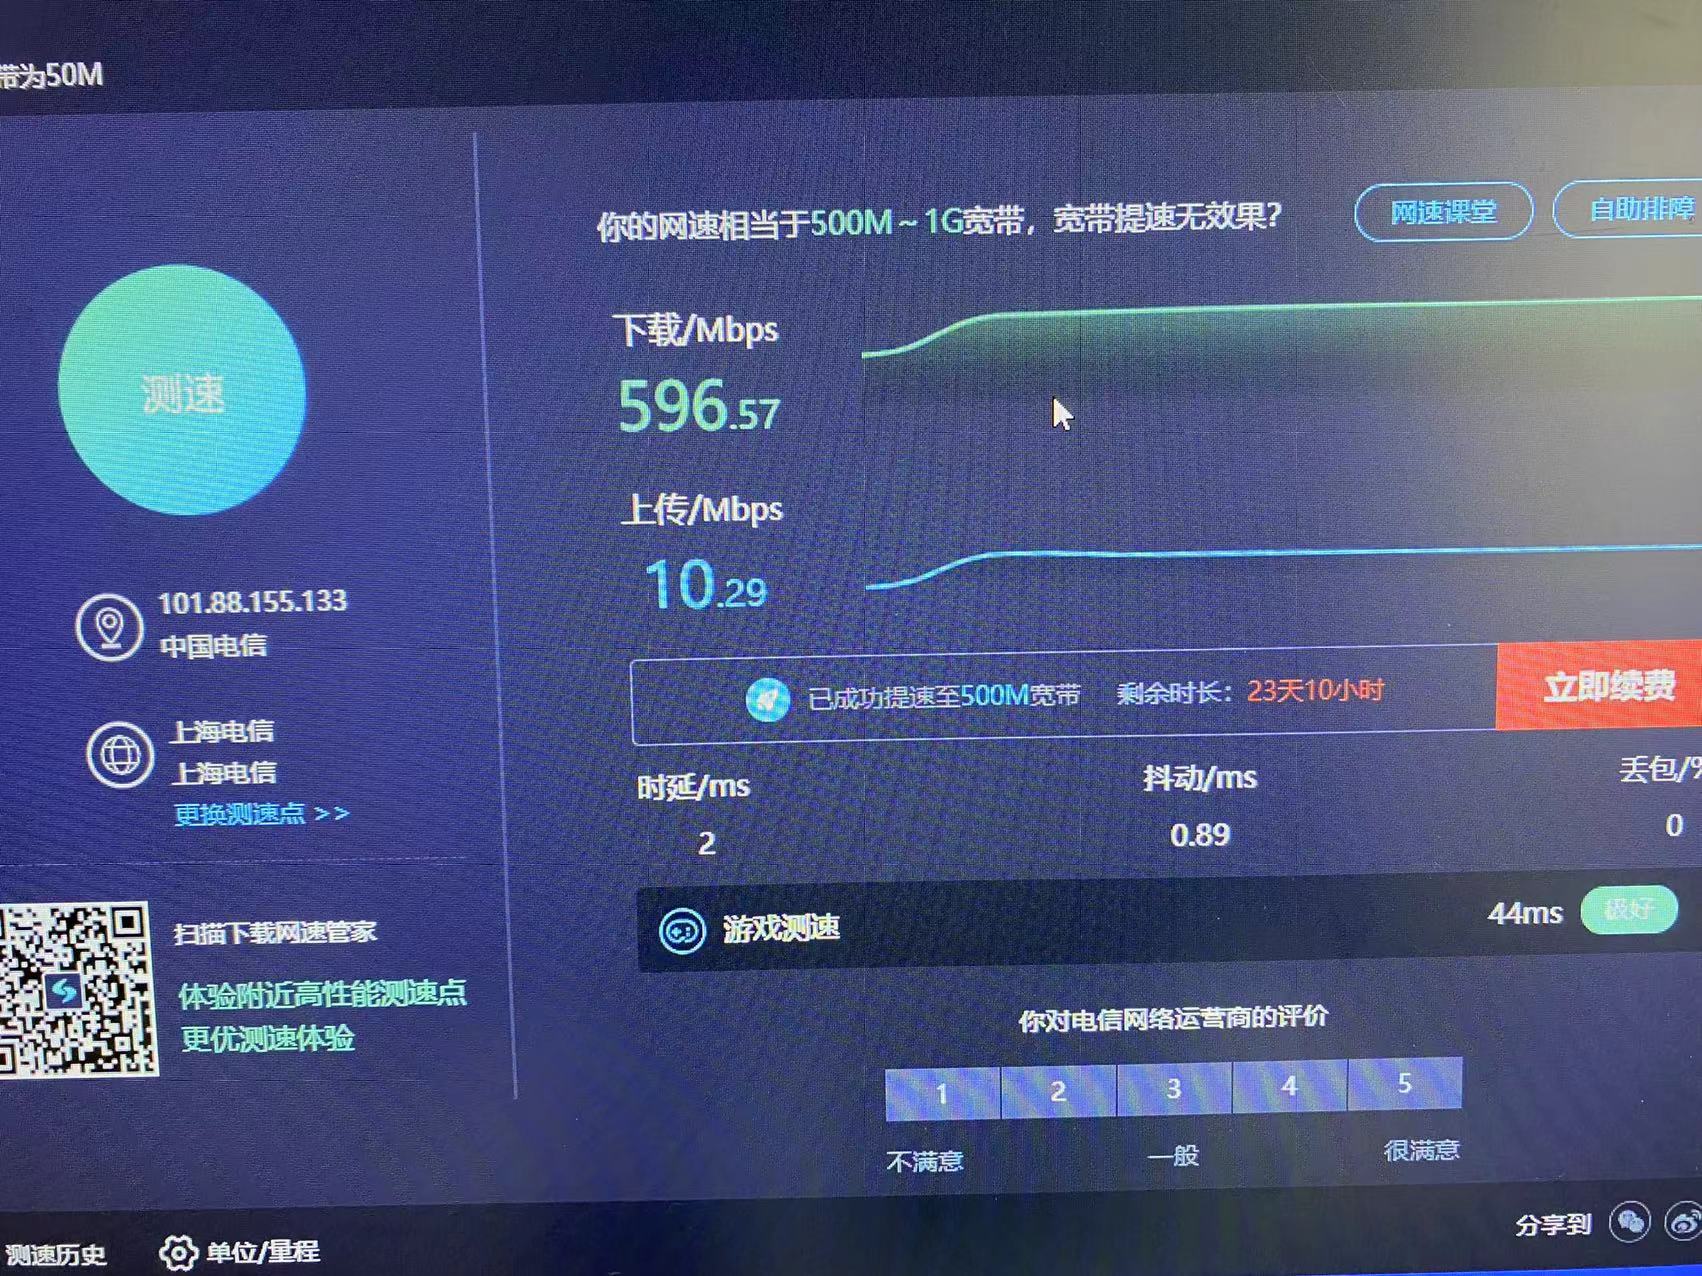 带为50M
你的网速相当于500M~1G宽带，宽带提速无效果？
网速课堂
自助排障
下载/Mbps
596.57
测速
上传/Mbps
10.29
101.88.155.133
中国电信
已成功提速至500M宽带 剩余时长：23天10小时
立即续费
上海电信
上海电信
更换测速点 >>
时延/ms
2
抖动/ms
0.89
丢包/%
0
游戏测速
44ms
极好
扫描下载网速管家
体验附近高性能测速点
更优测速体验
你对电信网络运营商的评价
1 2 3 4 5
不满意 一般 很满意
测速历史
单位/量程
分享到